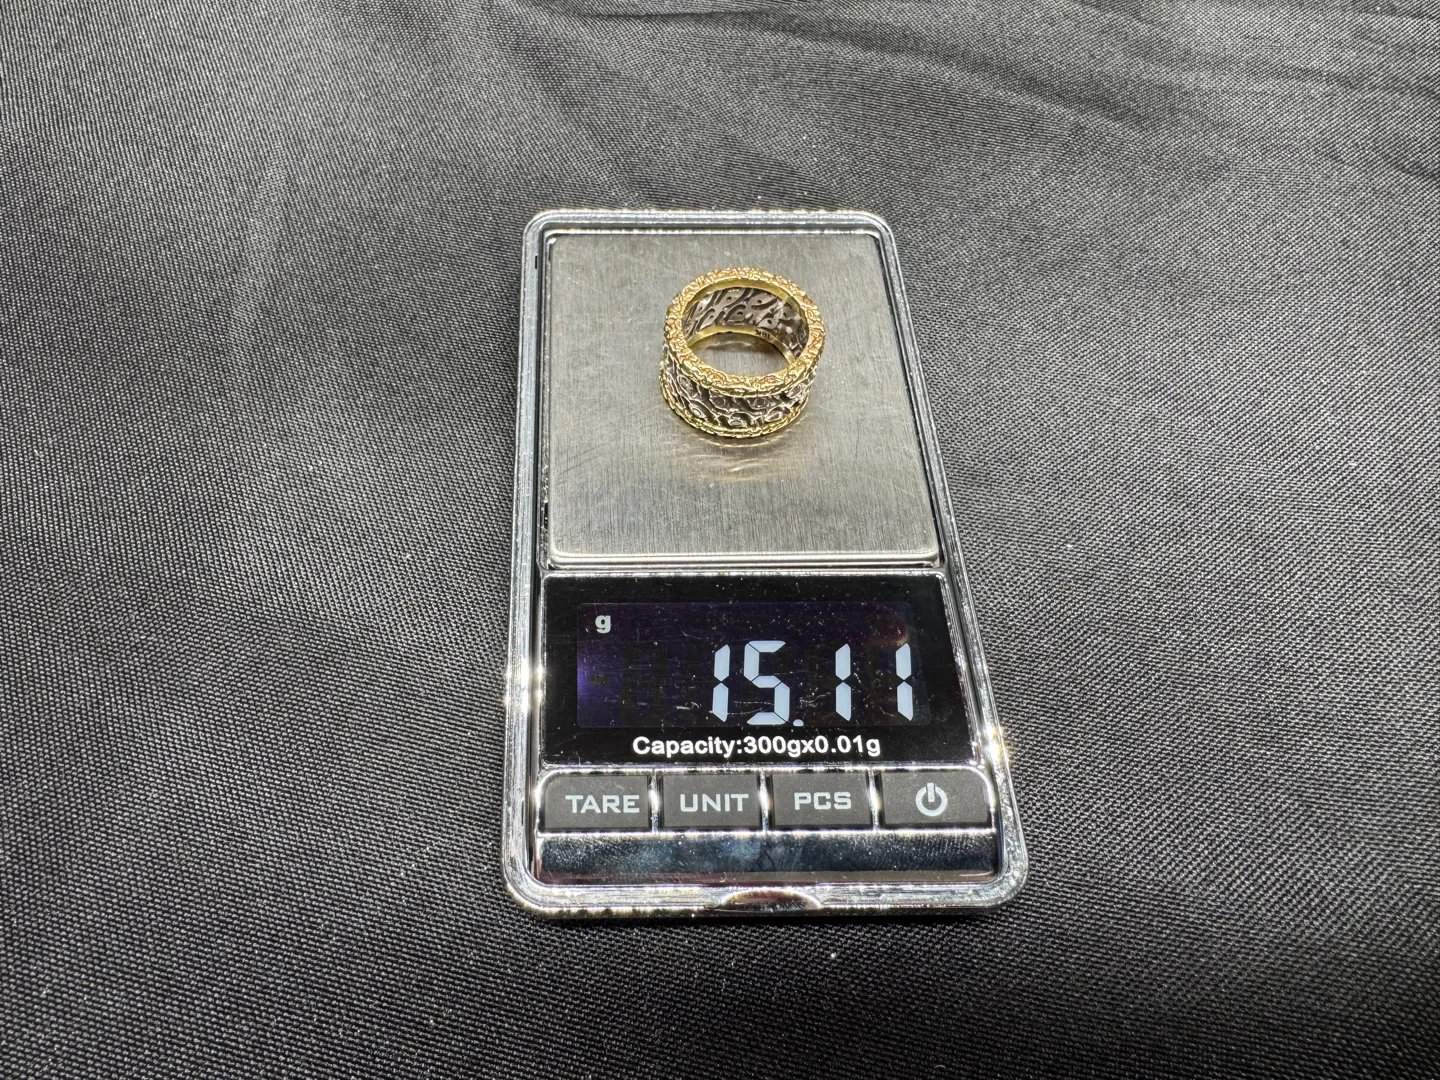 g
15.11
Capacity:300gx0.01g
TARE UNIT PCS